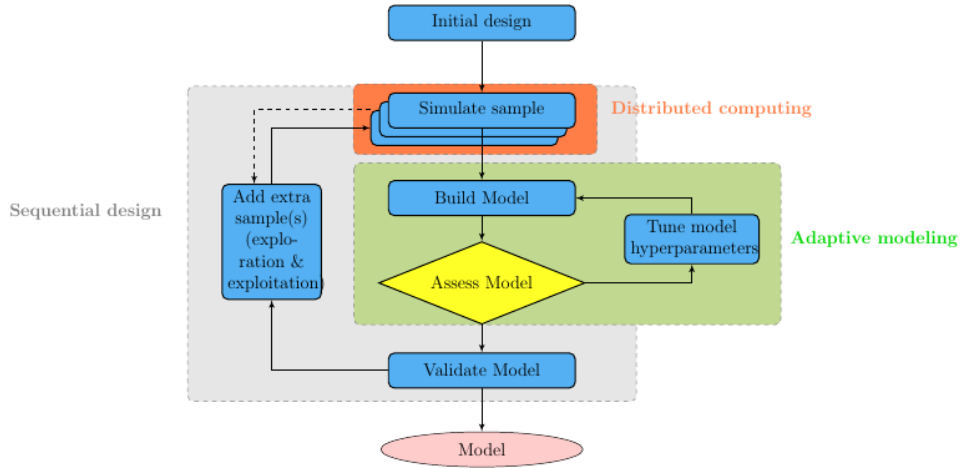 Initial design
Simulate sample
Distributed computing
Build Model
Add extra
sample(s)
(explo-
ration &
exploitation)
Sequential design
Tune model
hyperparameters
Adaptive modeling
Assess Model
Validate Model
Model